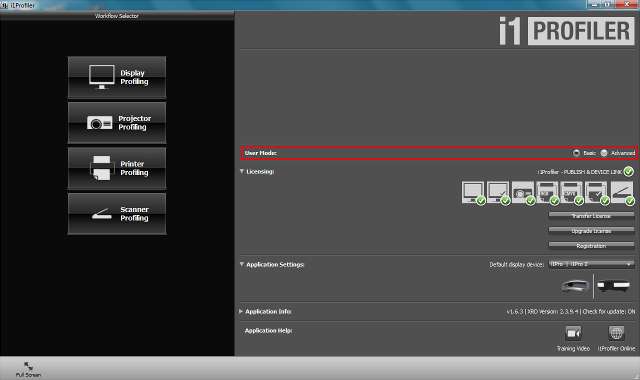 i1Profiler
Workflow Selector
i1 PROFILER
Display
Profiling
Projector
Profiling
Printer
Profiling
Scanner
Profiling
User Mode: Basic Advanced
Licensing: i1Profiler - PUBLISH & DEVICE LINK
Transfer License
Upgrade License
Registration
Application Settings: Default display device: i1Pro | i1Pro 2
Application Info: v1.6.3 | XRD Version: 2.3.9.4 | Check for update: ON
Application Help:
Training Video i1Profiler Online
Full Screen